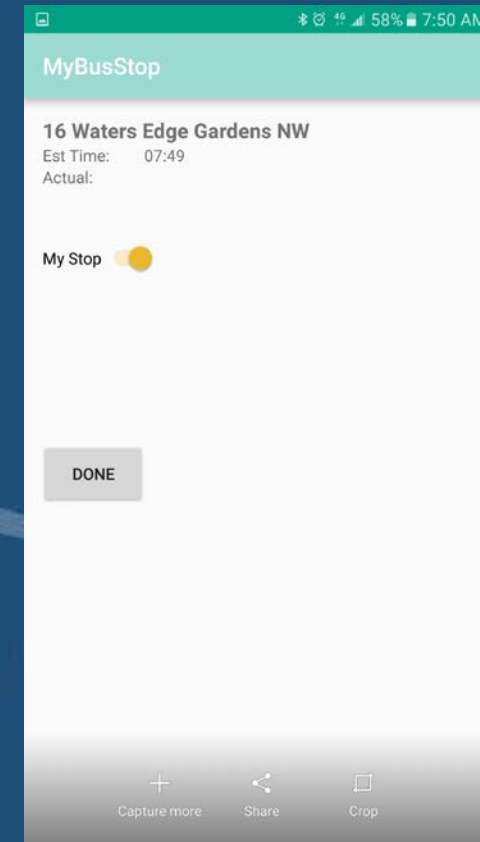 58% 7:50 AM
MyBusStop
16 Waters Edge Gardens NW
Est Time: 07:49
Actual:
My Stop
DONE
Capture more Share Crop